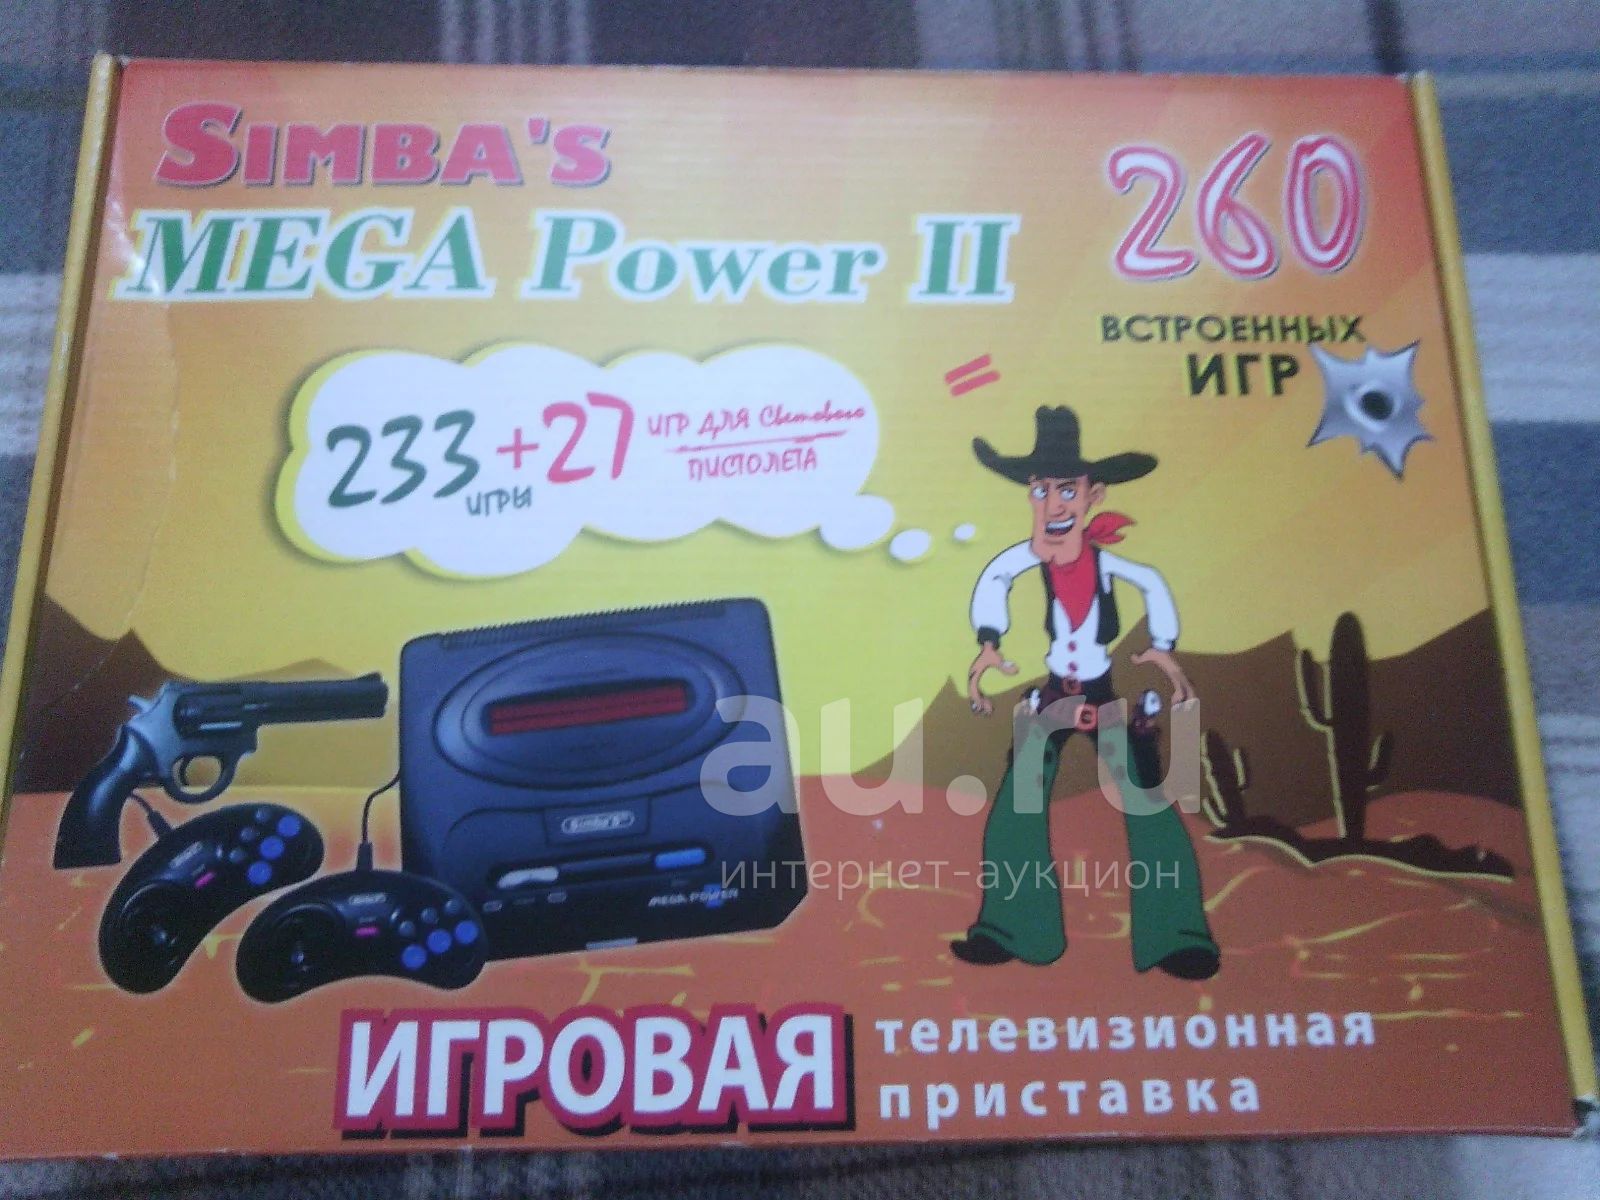 SIMBA'S
MEGA Power II
260
ВСТРОЕННЫХ
ИГР
=
233 + 27 ИГР ДЛЯ Светового
ИГРЫ
ПИСТОЛЕТА
au.ru
интернет-аукцион
Simba's
MEGA POWER
ИГРОВАЯ
телевизионная
приставка